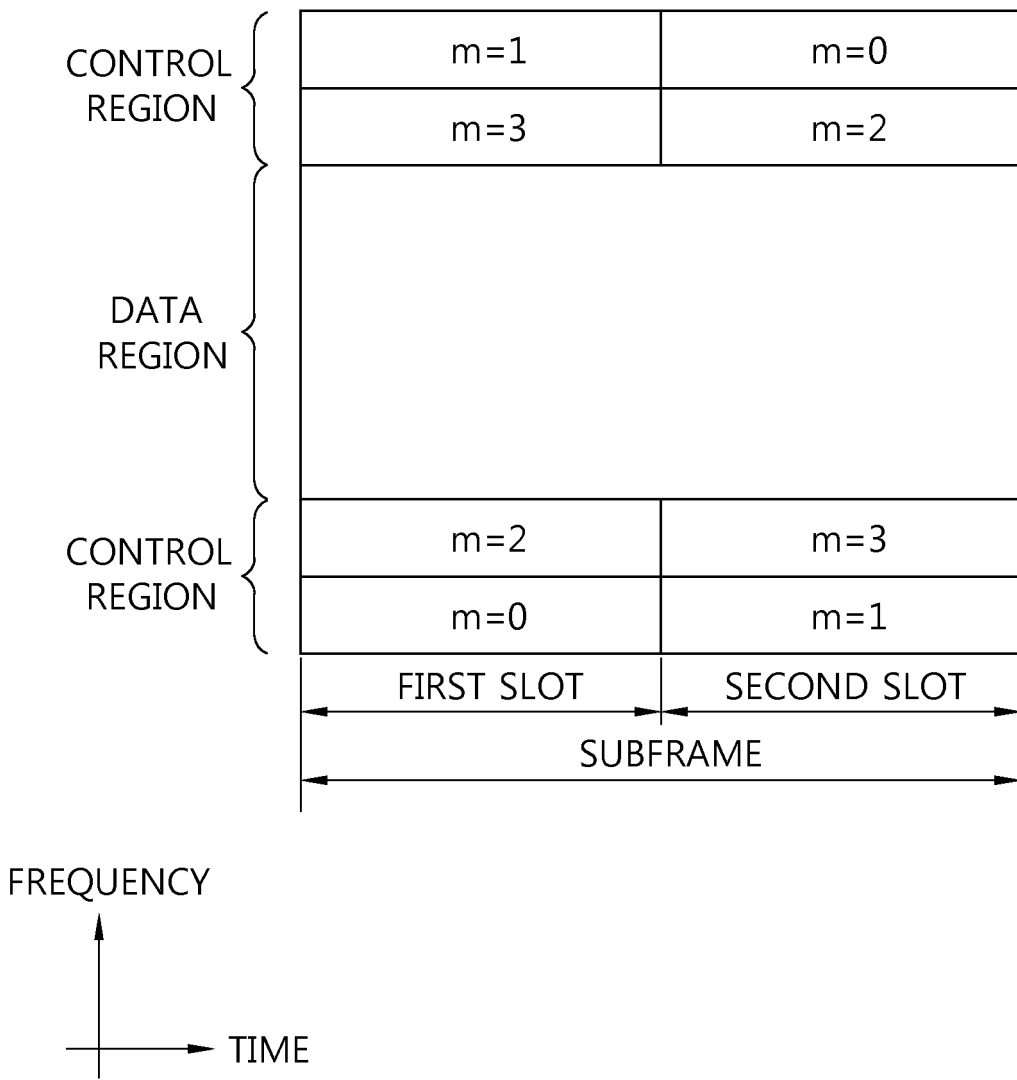 CONTROL
REGION
m=1
m=0
m=3
m=2
DATA
REGION
CONTROL
REGION
m=2
m=3
m=0
m=1
FIRST SLOT
SECOND SLOT
SUBFRAME
FREQUENCY
TIME